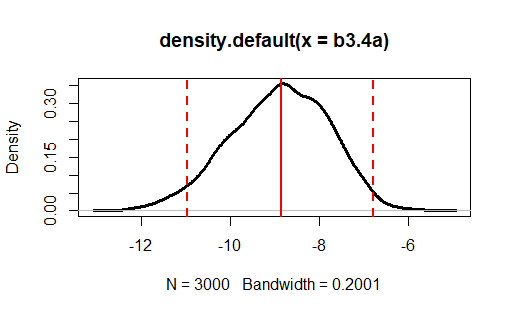 density.default(x = b3.4a)
Density
0.30
0.15
0.00
-12 -10 -8 -6
N = 3000 Bandwidth = 0.2001